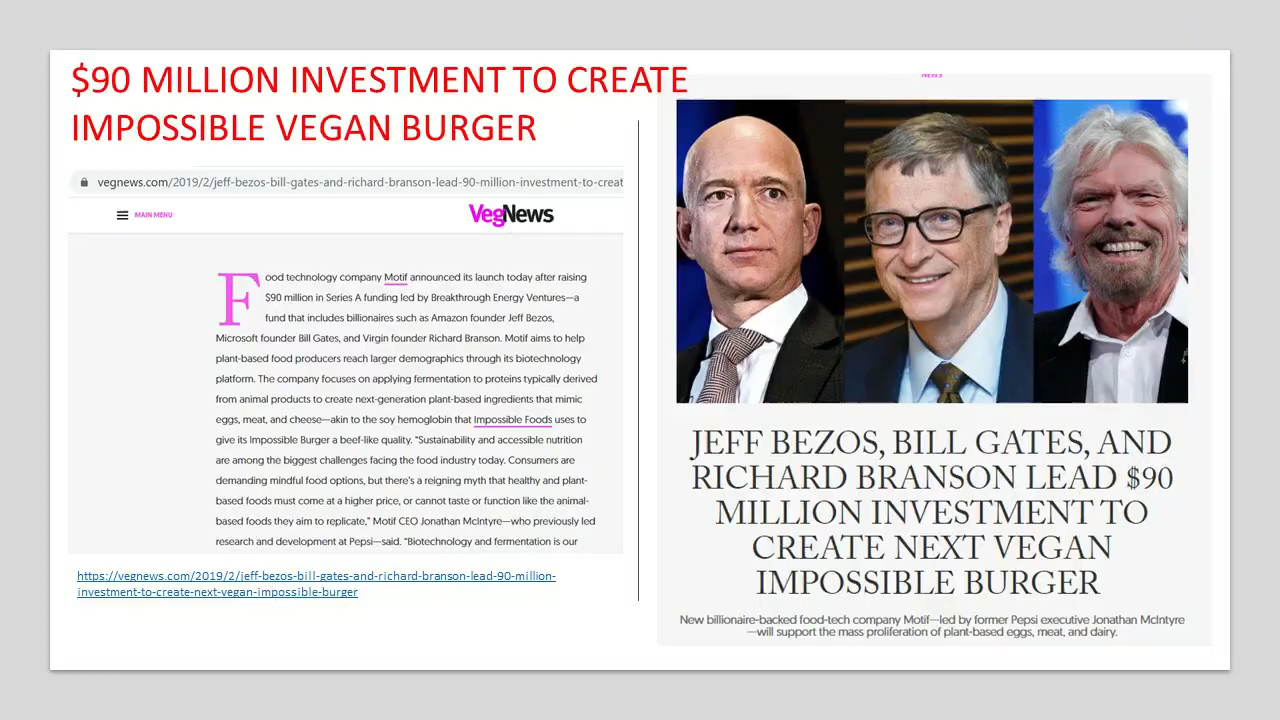 $90 MILLION INVESTMENT TO CREATE
IMPOSSIBLE VEGAN BURGER
vegnews.com/2019/2/jeff-bezos-bill-gates-and-richard-branson-lead-90-million-investment-to-creat
MAIN MENU
VegNews
Food technology company Motif announced its launch today after raising
$90 million in Series A funding led by Breakthrough Energy Ventures—a
fund that includes billionaires such as Amazon founder Jeff Bezos,
Microsoft founder Bill Gates, and Virgin founder Richard Branson. Motif aims to help
plant-based food producers reach larger demographics through its biotechnology
platform. The company focuses on applying fermentation to proteins typically derived
from animal products to create next-generation plant-based ingredients that mimic
eggs, meat, and cheese—akin to the soy hemoglobin that Impossible Foods uses to
give its Impossible Burger a beef-like quality. “Sustainability and accessible nutrition
are among the biggest challenges facing the food industry today. Consumers are
demanding mindful food options, but there’s a reigning myth that healthy and plant-
based foods must come at a higher price, or cannot taste or function like the animal-
based foods they aim to replicate,” Motif CEO Jonathan McIntyre—who previously led
research and development at Pepsi—said. “Biotechnology and fermentation is our
https://vegnews.com/2019/2/jeff-bezos-bill-gates-and-richard-branson-lead-90-million-
investment-to-create-next-vegan-impossible-burger
NEWS
JEFF BEZOS, BILL GATES, AND
RICHARD BRANSON LEAD $90
MILLION INVESTMENT TO
CREATE NEXT VEGAN
IMPOSSIBLE BURGER
New billionaire-backed food-tech company Motif—led by former Pepsi executive Jonathan McIntyre
—will support the mass proliferation of plant-based eggs, meat, and dairy.